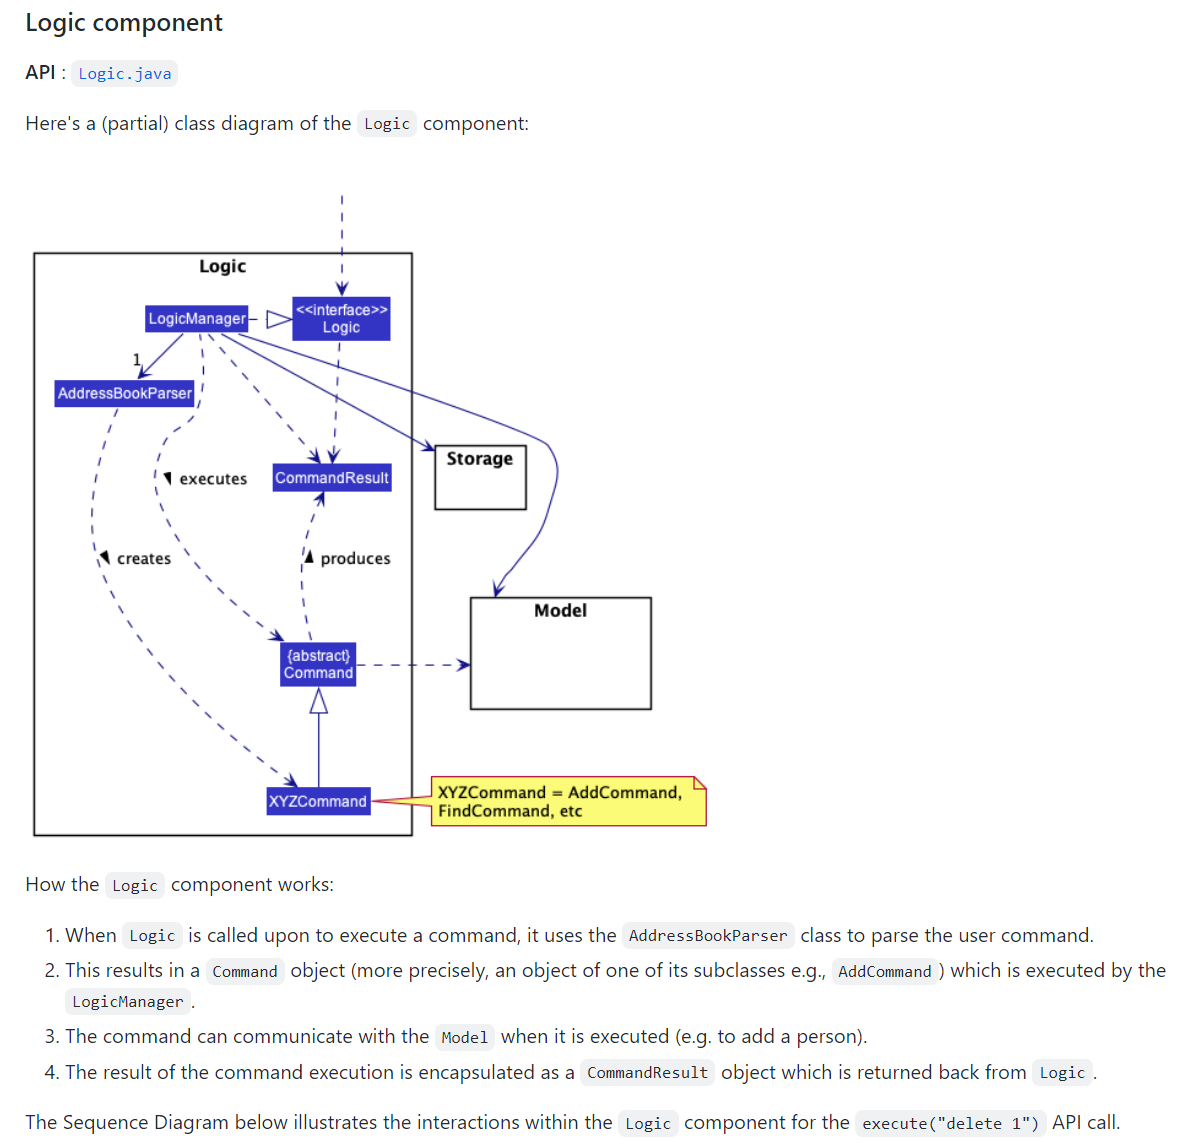 Logic component
API : Logic.java
Here's a (partial) class diagram of the Logic component:
Logic
LogicManager
<<interface>>
Logic
1
AddressBookParser
Storage
executes
CommandResult
creates
produces
Model
{abstract}
Command
XYZCommand
XYZCommand = AddCommand,
FindCommand, etc
How the Logic component works:
1. When Logic is called upon to execute a command, it uses the AddressBookParser class to parse the user command.
2. This results in a Command object (more precisely, an object of one of its subclasses e.g., AddCommand ) which is executed by the
LogicManager .
3. The command can communicate with the Model when it is executed (e.g. to add a person).
4. The result of the command execution is encapsulated as a CommandResult object which is returned back from Logic .
The Sequence Diagram below illustrates the interactions within the Logic component for the execute("delete 1") API call.